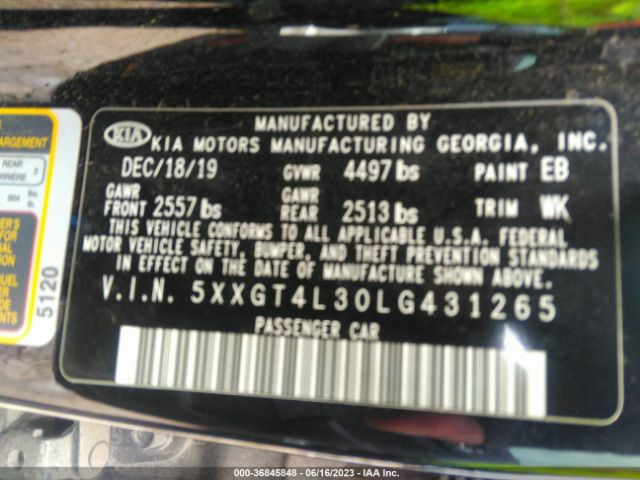 MANUFACTURED BY
KIA
KIA MOTORS MANUFACTURING GEORGIA, INC.
DEC/18/19 GVWR 4497 lbs PAINT EB
GAWR GAWR
FRONT 2557 lbs REAR 2513 lbs TRIM WK
THIS VEHICLE CONFORMS TO ALL APPLICABLE U.S.A. FEDERAL
MOTOR VEHICLE SAFETY, BUMPER, AND THEFT PREVENTION STANDARDS
IN EFFECT ON THE DATE OF MANUFACTURE SHOWN ABOVE.
V.I.N. 5XXGT4L30LG431265
PASSENGER CAR
ARGEMENT
REAR 3
5120
000-36845848 - 06/16/2023 - IAA Inc.